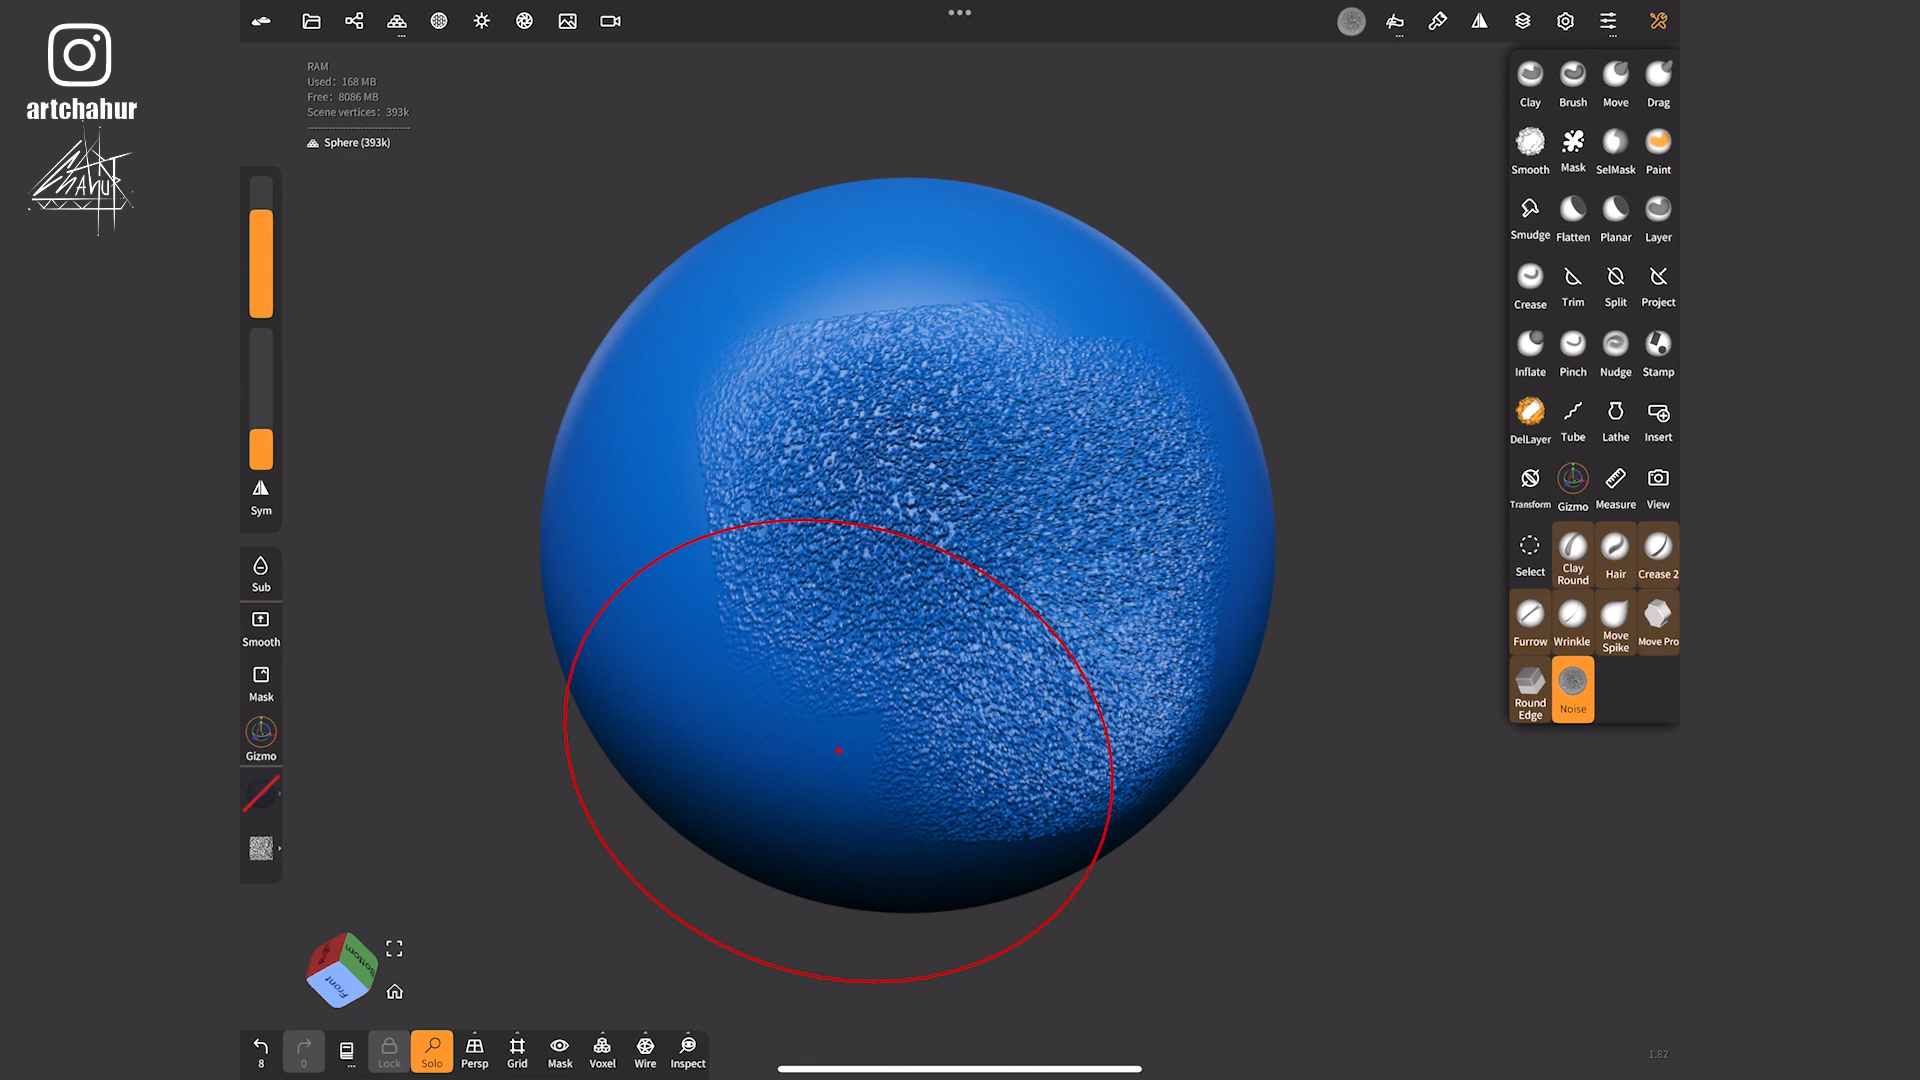 artchahur
ArtChahur
RAM
Used: 168 MB
Free: 8086 MB
Scene vertices: 393k
Sphere (393k)
Clay Brush Move Drag
Smooth Mask SelMask Paint
Smudge Flatten Planar Layer
Crease Trim Split Project
Inflate Pinch Nudge Stamp
DelLayer Tube Lathe Insert
Transform Gizmo Measure View
Select Clay Round Hair Crease 2
Furrow Wrinkle Move Spike Move Pro
Round Edge Noise
Sym
Sub
Smooth
Mask
Gizmo
Bottom
Front
8 0 Lock Solo Persp Grid Mask Voxel Wire Inspect
1.82